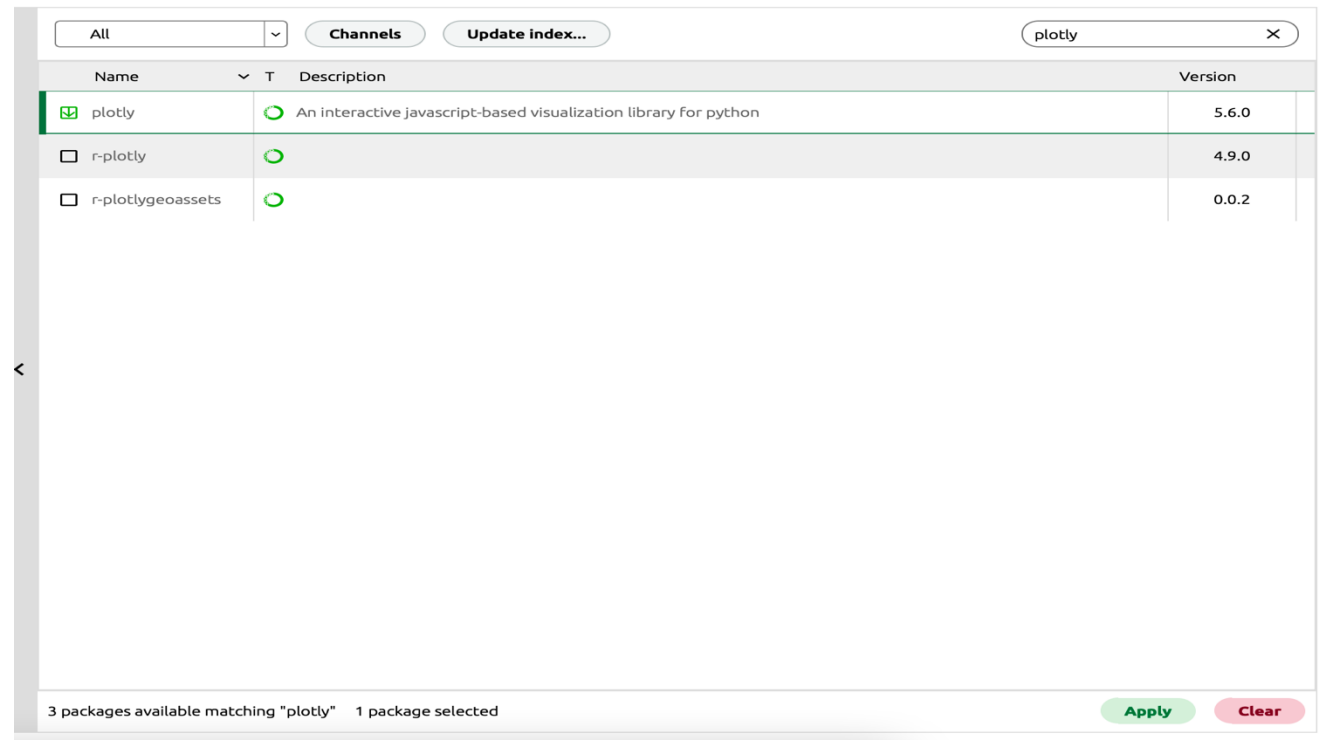 All Channels Update index... plotly
Name T Description Version
plotly An interactive javascript-based visualization library for python 5.6.0
r-plotly 4.9.0
r-plotlygeoassets 0.0.2
3 packages available matching "plotly" 1 package selected Apply Clear